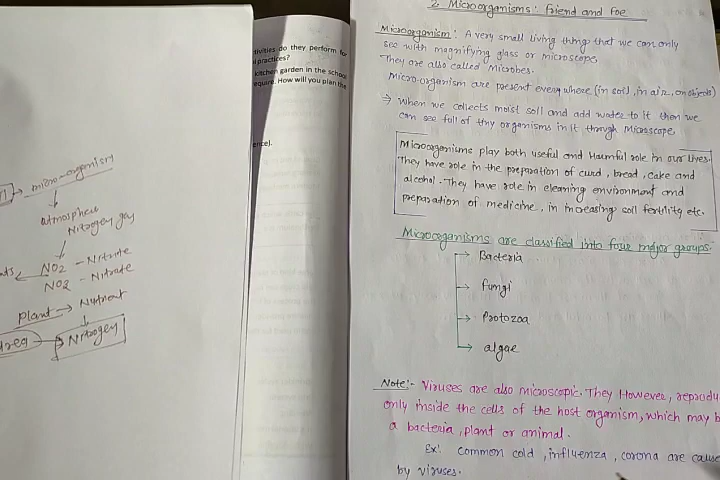 micro-organism
Nitrogen gas
NO2 - Nitrite
NO2 - Nitrate
plant → Nutrient
Urea → Nitrogen
tivities do they perform for
l practices?
kitchen garden in the school
equire. How will you plan the
ence).
2. Microorganisms: friend and Foe
Microorganism: A very small living things that we can only
see with magnifying glass or microscope
They are also called Microbes.
Micro-organism are present every where (in soil, in air, on objects)
→ When we collects moist soll and add water to it then we
can see full of tiny organisms in it through Microscope
Microorganisms play both useful and Harmful role in our lives.
They have role in the preparation of curd, bread, cake and
alcohol. They have role in cleaning environment and
preparation of medicine, in increasing soil fertility etc.
Microorganisms are classified into four major groups.
→ Bacteria
→ fungi
→ Protozoa
→ algae
Note:- Viruses are also microscopic. They However, reprodu
only inside the cells of the host organism, which may b
a bacteria, plant or animal.
Ex: common cold, influenza, corona are cause
by viruses.